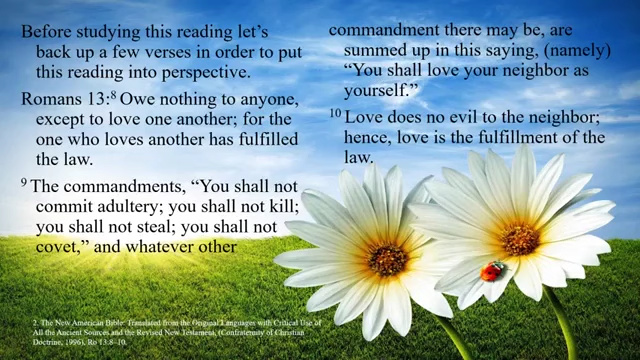 Before studying this reading let’s
back up a few verses in order to put
this reading into perspective.
Romans 13:8 Owe nothing to anyone,
except to love one another; for the
one who loves another has fulfilled
the law.
9 The commandments, “You shall not
commit adultery; you shall not kill;
you shall not steal; you shall not
covet,” and whatever other
commandment there may be, are
summed up in this saying, (namely)
“You shall love your neighbor as
yourself.”
10 Love does no evil to the neighbor;
hence, love is the fulfillment of the
law.
2. The New American Bible: Translated from the Original Languages with Critical Use of
All the Ancient Sources and the Revised New Testament, (Confraternity of Christian
Doctrine, 1996), Ro 13:8–10.